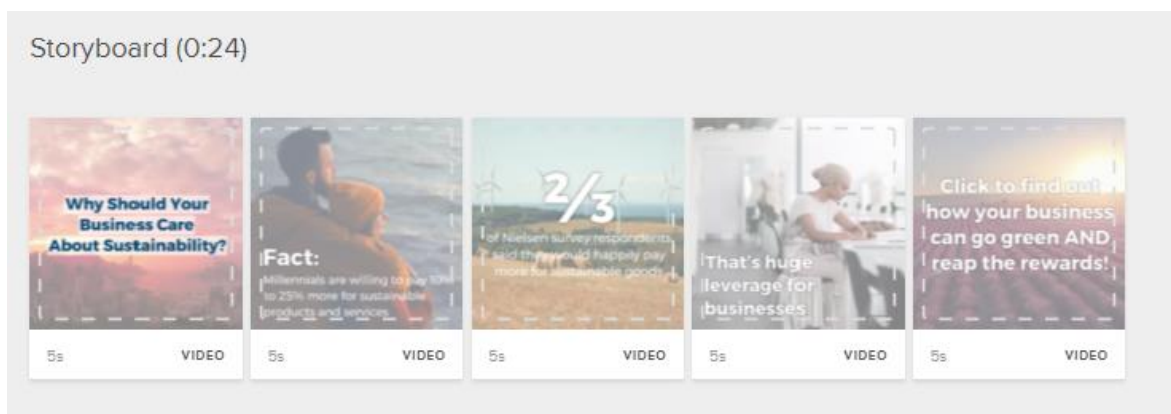 Storyboard (0:24)
Why Should Your
Business Care
About Sustainability?
5s
VIDEO
Fact:
Millennials are willing to pay 10%
to 25% more for sustainable
products and services
5s
VIDEO
2/3
of Nielsen survey respondents
said they would happily pay
more for sustainable goods
5s
VIDEO
That's huge
leverage for
businesses
5s
VIDEO
Click to find out
how your business
can go green AND
reap the rewards!
5s
VIDEO